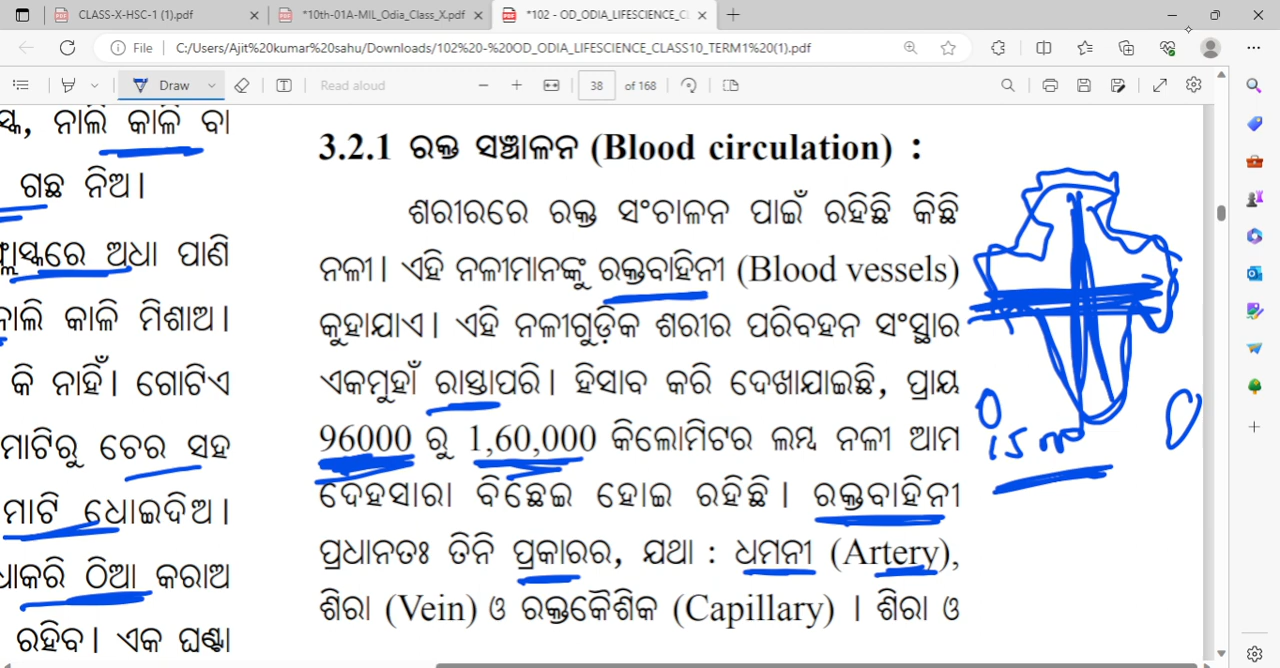 CLASS-X-HSC-1 (1).pdf
*10th-01A-MIL_Odia_Class_X.pdf
*102 - OD_ODIA_LIFESCIENCE_CL
File C:/Users/Ajit%20kumar%20sahu/Downloads/102%20-%20OD_ODIA_LIFESCIENCE_CLASS10_TERM1%20(1).pdf
Draw
Read aloud
38 of 168
ନାଲି କାଳି ବା
ଗଛ ନିଅ।
ଅଧା ପାଣି
କାଳି ମିଶାଅ।
କି ନାହିଁ। ଗୋଟିଏ
ମାଟିରୁ ଚେର ସହ
ମାଟି ଧୋଇଦିଅ।
ଠିଆ କରାଅ
ରହିବ। ଏକ ଘଣ୍ଟା
3.2.1 ରକ୍ତ ସଞ୍ଚାଳନ (Blood circulation) :
ଶରୀରରେ ରକ୍ତ ସଂଚାଳନ ପାଇଁ ରହିଛି କିଛି
ନଳୀ। ଏହି ନଳୀମାନଙ୍କୁ ରକ୍ତବାହିନୀ (Blood vessels)
କୁହାଯାଏ। ଏହି ନଳୀଗୁଡ଼ିକ ଶରୀର ପରିବହନ ସଂସ୍ଥାର
ଏକମୁହାଁ ରାସ୍ତାପରି। ହିସାବ କରି ଦେଖାଯାଇଛି, ପ୍ରାୟ
96000 ରୁ 1,60,000 କିଲୋମିଟର ଲମ୍ବ ନଳୀ ଆମ
ଦେହସାରା ବିଛେଇ ହୋଇ ରହିଛି। ରକ୍ତବାହିନୀ
ପ୍ରଧାନତଃ ତିନି ପ୍ରକାରର, ଯଥା : ଧମନୀ (Artery),
ଶିରା (Vein) ଓ ରକ୍ତକୈଶିକ (Capillary) । ଶିରା ଓ